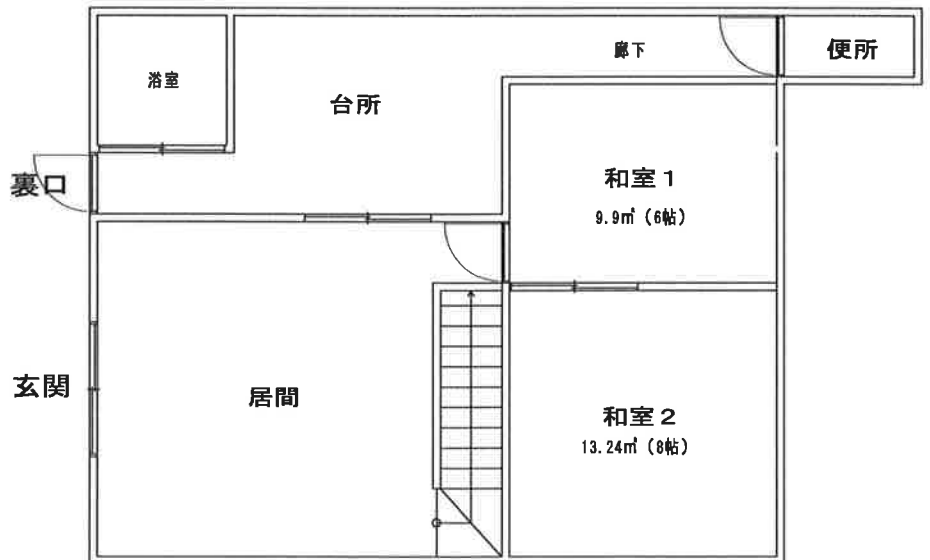 浴室
台所
廊下
便所
裏口
和室1
9.9㎡(6帖)
玄関
居間
和室2
13.24㎡(8帖)